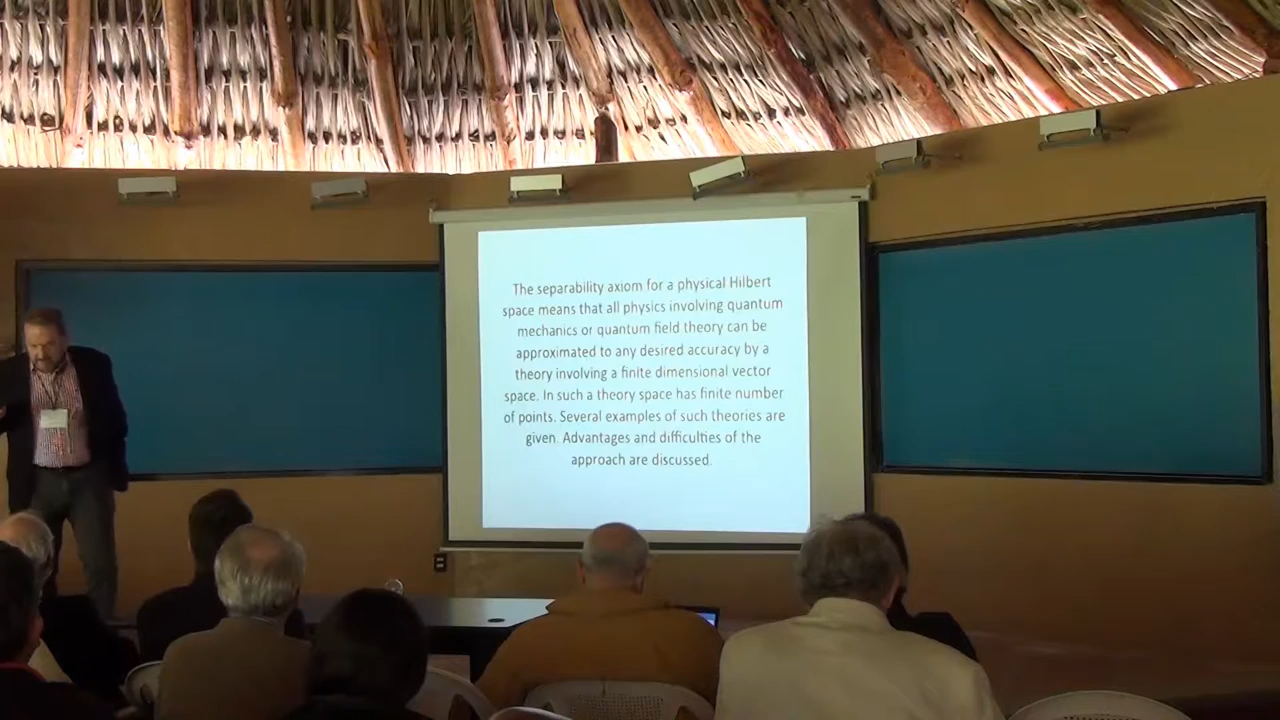 The separability axiom for a physical Hilbert
space means that all physics involving quantum
mechanics or quantum field theory can be
approximated to any desired accuracy by a
theory involving a finite dimensional vector
space. In such a theory space has finite number
of points. Several examples of such theories are
given. Advantages and difficulties of the
approach are discussed.